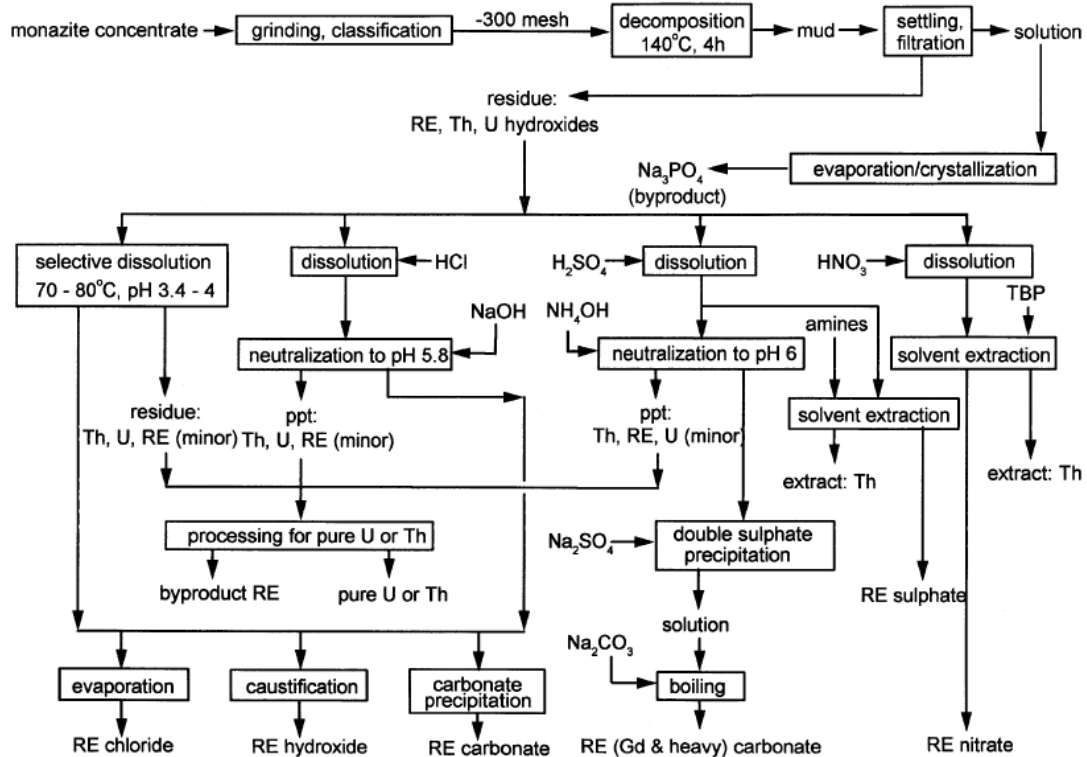 monazite concentrate
grinding, classification
-300 mesh
decomposition
140°C, 4h
mud
settling,
filtration
solution
residue:
RE, Th, U hydroxides
Na₃PO₄
(byproduct)
evaporation/crystallization
selective dissolution
70 - 80°C, pH 3.4 - 4
dissolution
HCl
H₂SO₄
dissolution
HNO₃
dissolution
TBP
NaOH
NH₄OH
amines
neutralization to pH 5.8
neutralization to pH 6
solvent extraction
residue:
Th, U, RE (minor)
ppt:
Th, U, RE (minor)
ppt:
Th, RE, U (minor)
solvent extraction
extract: Th
extract: Th
processing for pure U or Th
Na₂SO₄
double sulphate
precipitation
byproduct RE
pure U or Th
RE sulphate
solution
Na₂CO₃
evaporation
caustification
carbonate
precipitation
boiling
RE chloride
RE hydroxide
RE carbonate
RE (Gd & heavy) carbonate
RE nitrate